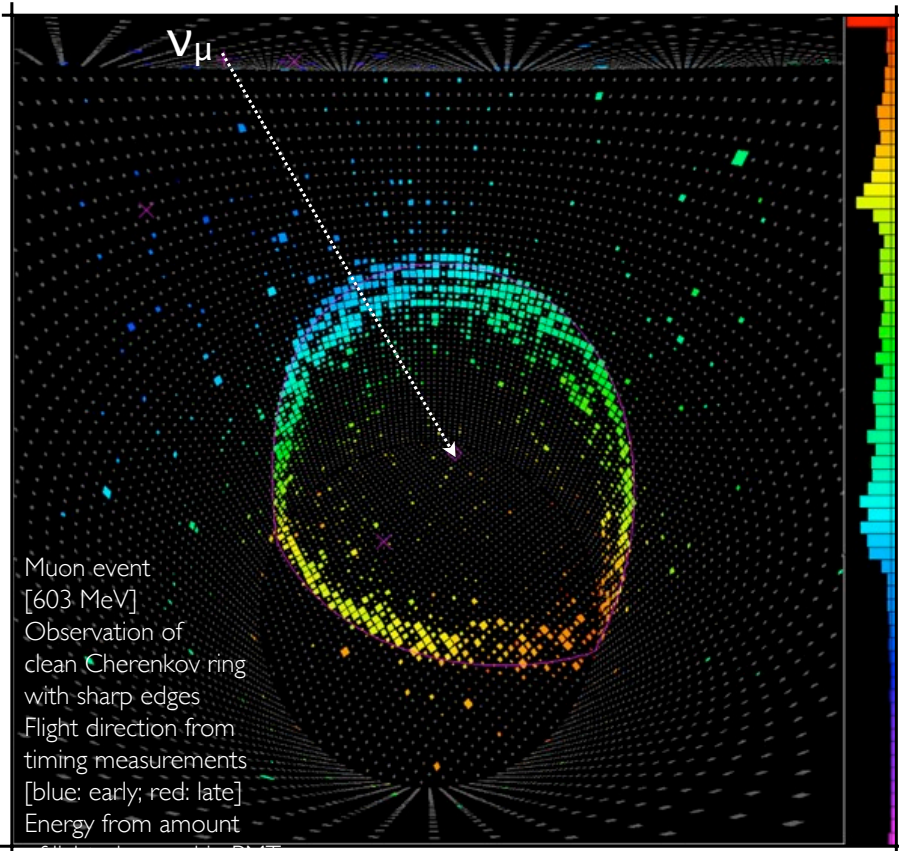 νμ
Muon event
[603 MeV]
Observation of
clean Cherenkov ring
with sharp edges
Flight direction from
timing measurements
[blue: early; red: late]
Energy from amount